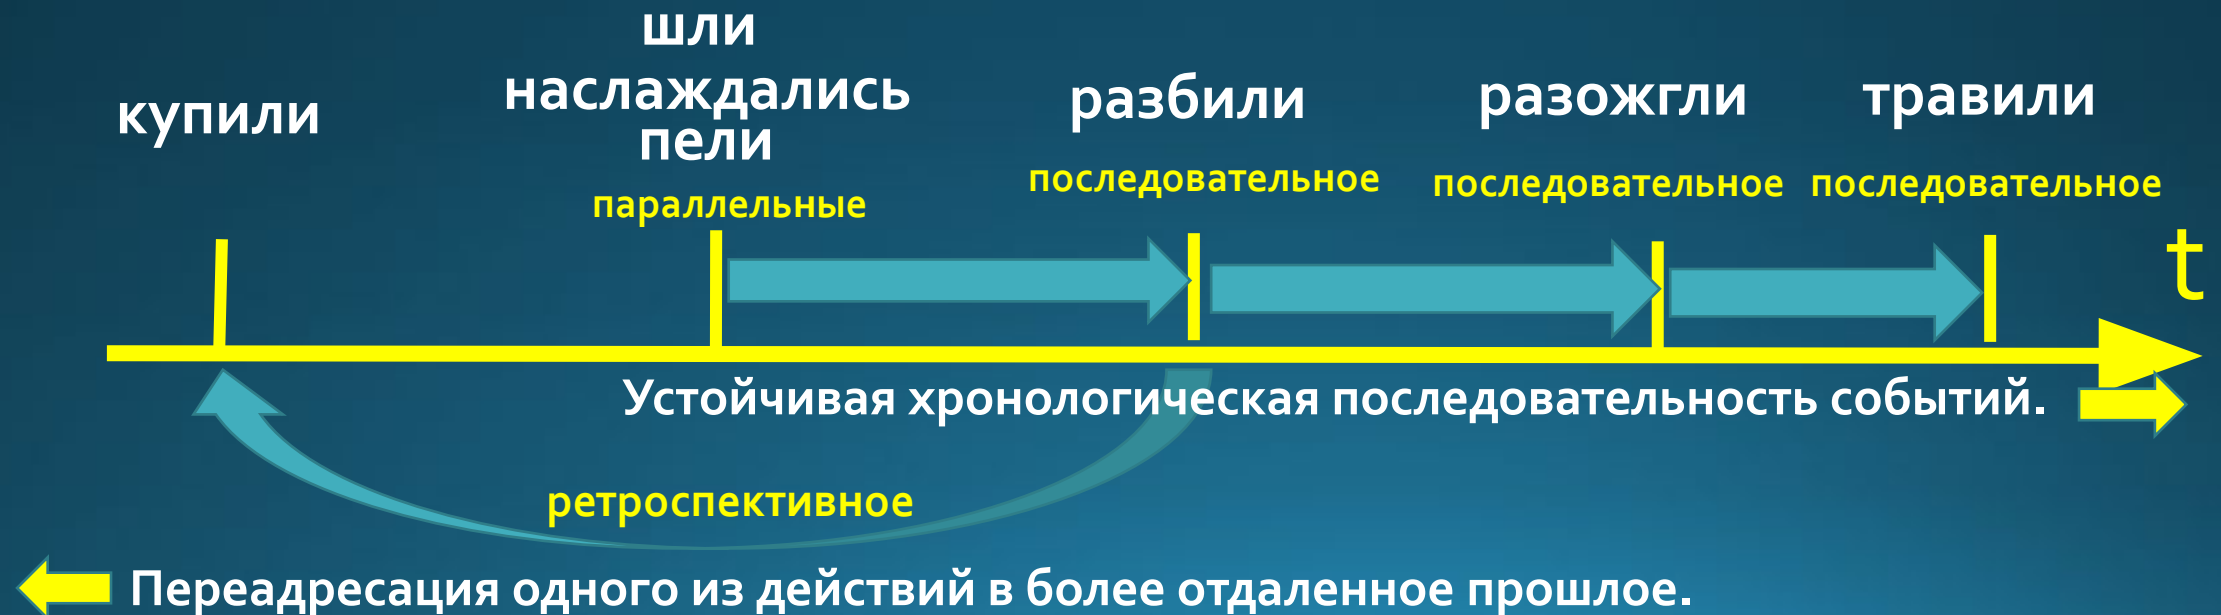 шли
наслаждались
пели
купили
разбили
разожгли
травили
параллельные
последовательное
последовательное
последовательное
t
Устойчивая хронологическая последовательность событий.
ретроспективное
Переадресация одного из действий в более отдаленное прошлое.